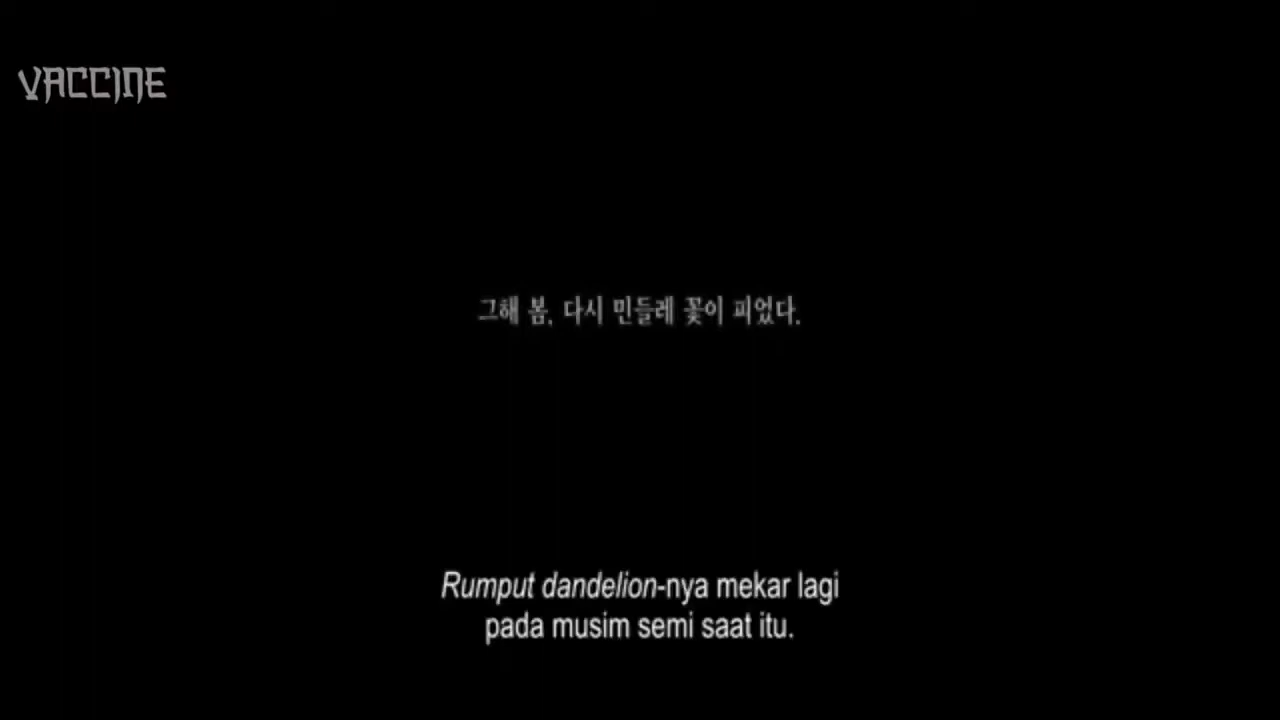 VACCINE
그해 봄, 다시 민들레 꽃이 피었다.
Rumput dandelion-nya mekar lagi
pada musim semi saat itu.